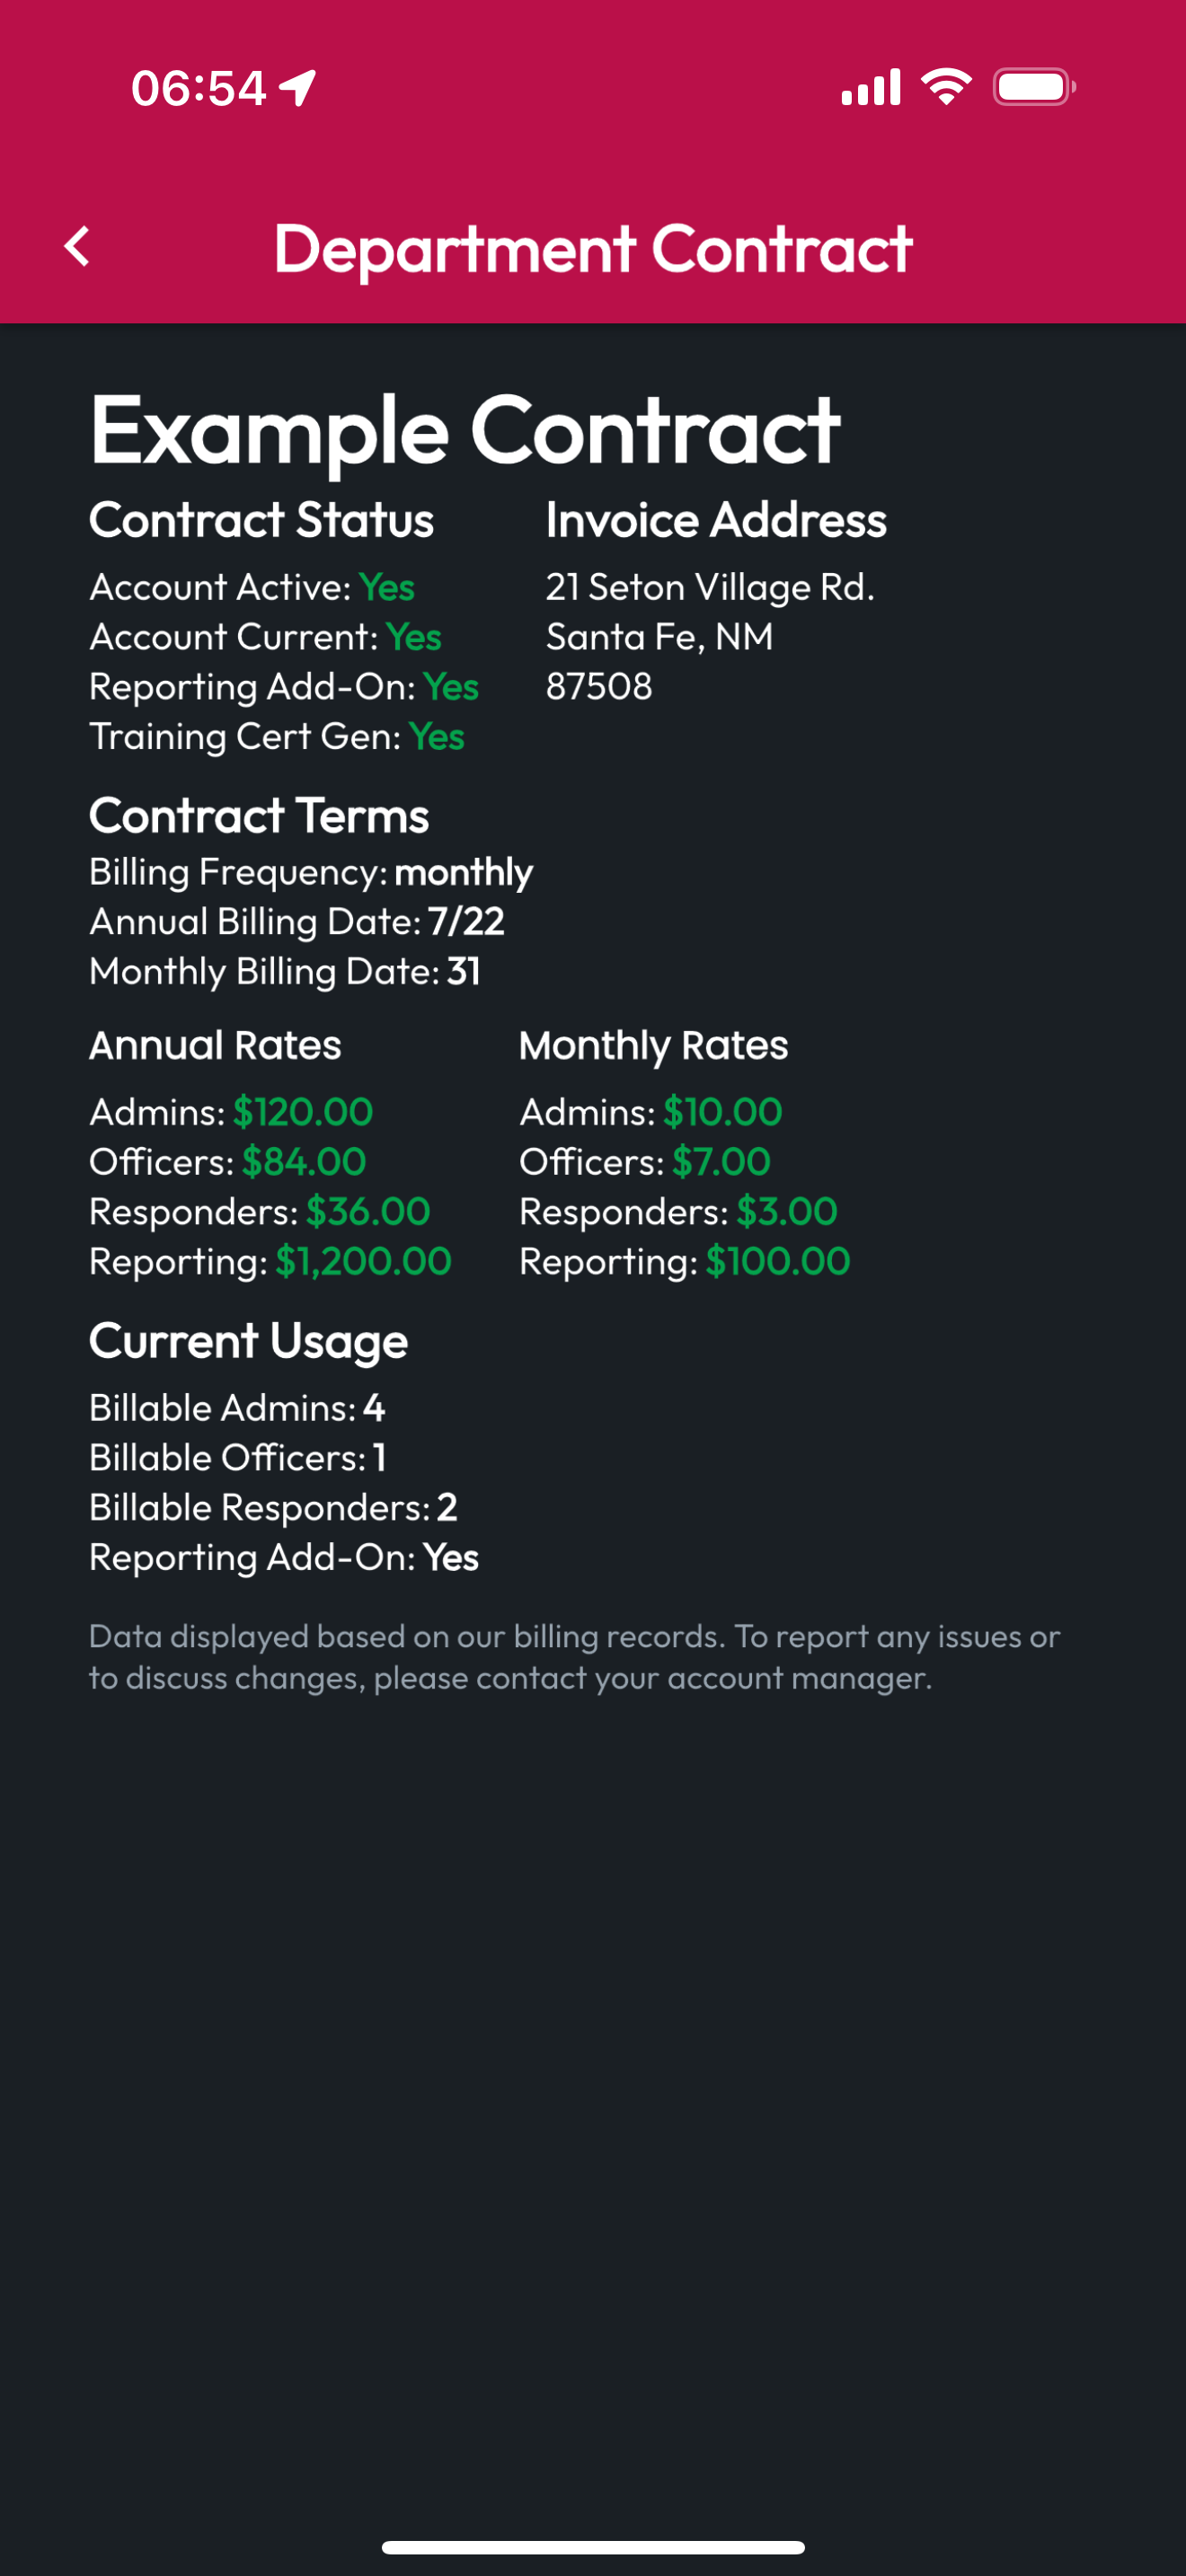 06:54
Department Contract
Example Contract
Contract Status
Account Active: Yes
Account Current: Yes
Reporting Add-On: Yes
Training Cert Gen: Yes
Invoice Address
21 Seton Village Rd.
Santa Fe, NM
87508
Contract Terms
Billing Frequency: monthly
Annual Billing Date: 7/22
Monthly Billing Date: 31
Annual Rates
Admins: $120.00
Officers: $84.00
Responders: $36.00
Reporting: $1,200.00
Monthly Rates
Admins: $10.00
Officers: $7.00
Responders: $3.00
Reporting: $100.00
Current Usage
Billable Admins: 4
Billable Officers: 1
Billable Responders: 2
Reporting Add-On: Yes
Data displayed based on our billing records. To report any issues or
to discuss changes, please contact your account manager.